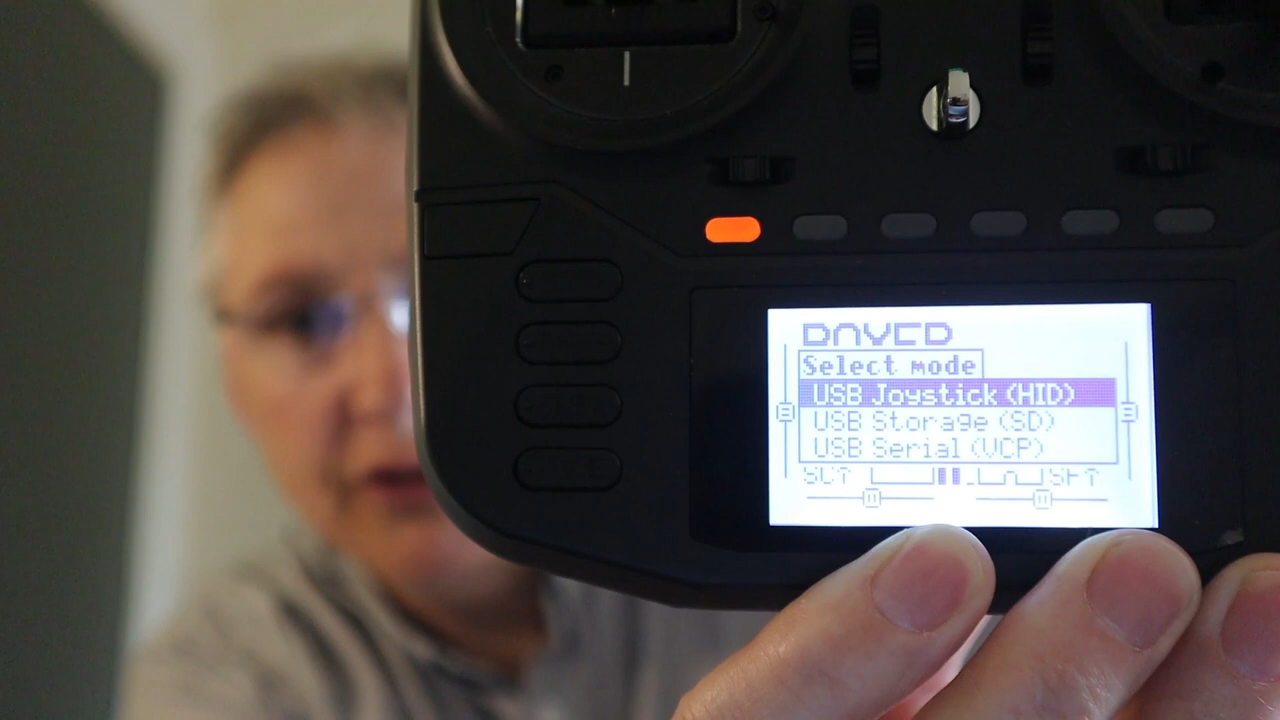 Select mode
USB Joystick (HID)
USB Storage (SD)
USB Serial (VCP)